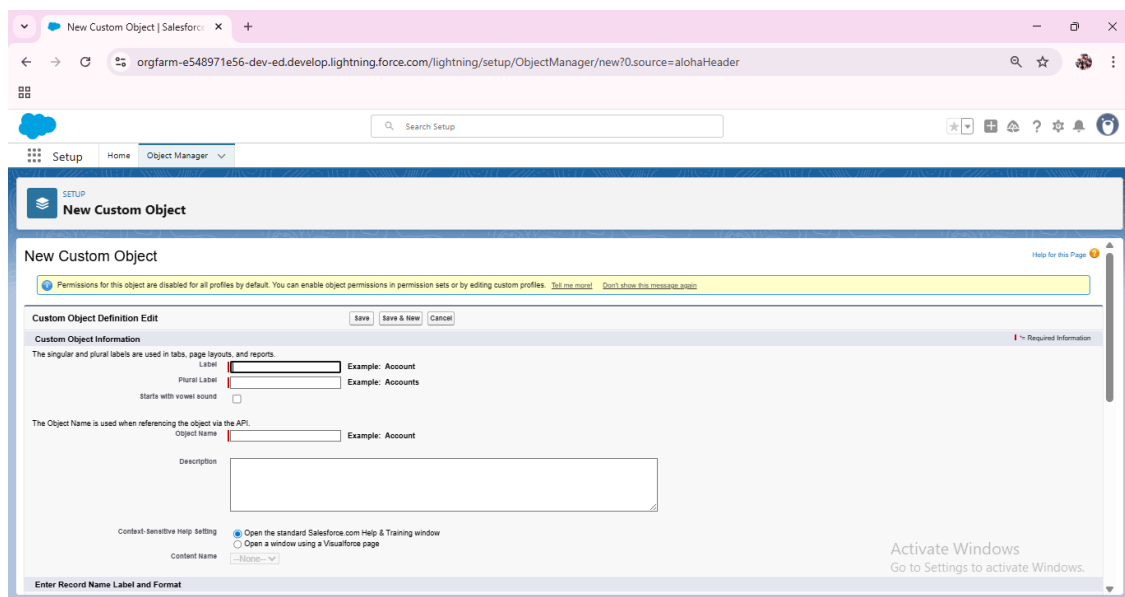 New Custom Object | Salesforce
orgfarm-e548971e56-dev-ed.develop.lightning.force.com/lightning/setup/ObjectManager/new?0.source=alohaHeader
Search Setup
Setup Home Object Manager
SETUP
New Custom Object
New Custom Object
Help for this Page ?
Permissions for this object are disabled for all profiles by default. You can enable object permissions in permission sets or by editing custom profiles. Tell me more! Don't show this message again
Custom Object Definition Edit Save Save & New Cancel
Custom Object Information = Required Information
The singular and plural labels are used in tabs, page layouts, and reports.
Label Example: Account
Plural Label Example: Accounts
Starts with vowel sound
The Object Name is used when referencing the object via the API.
Object Name Example: Account
Description
Context-Sensitive Help Setting Open the standard Salesforce.com Help & Training window
Open a window using a Visualforce page
Content Name --None--
Activate Windows
Go to Settings to activate Windows.
Enter Record Name Label and Format